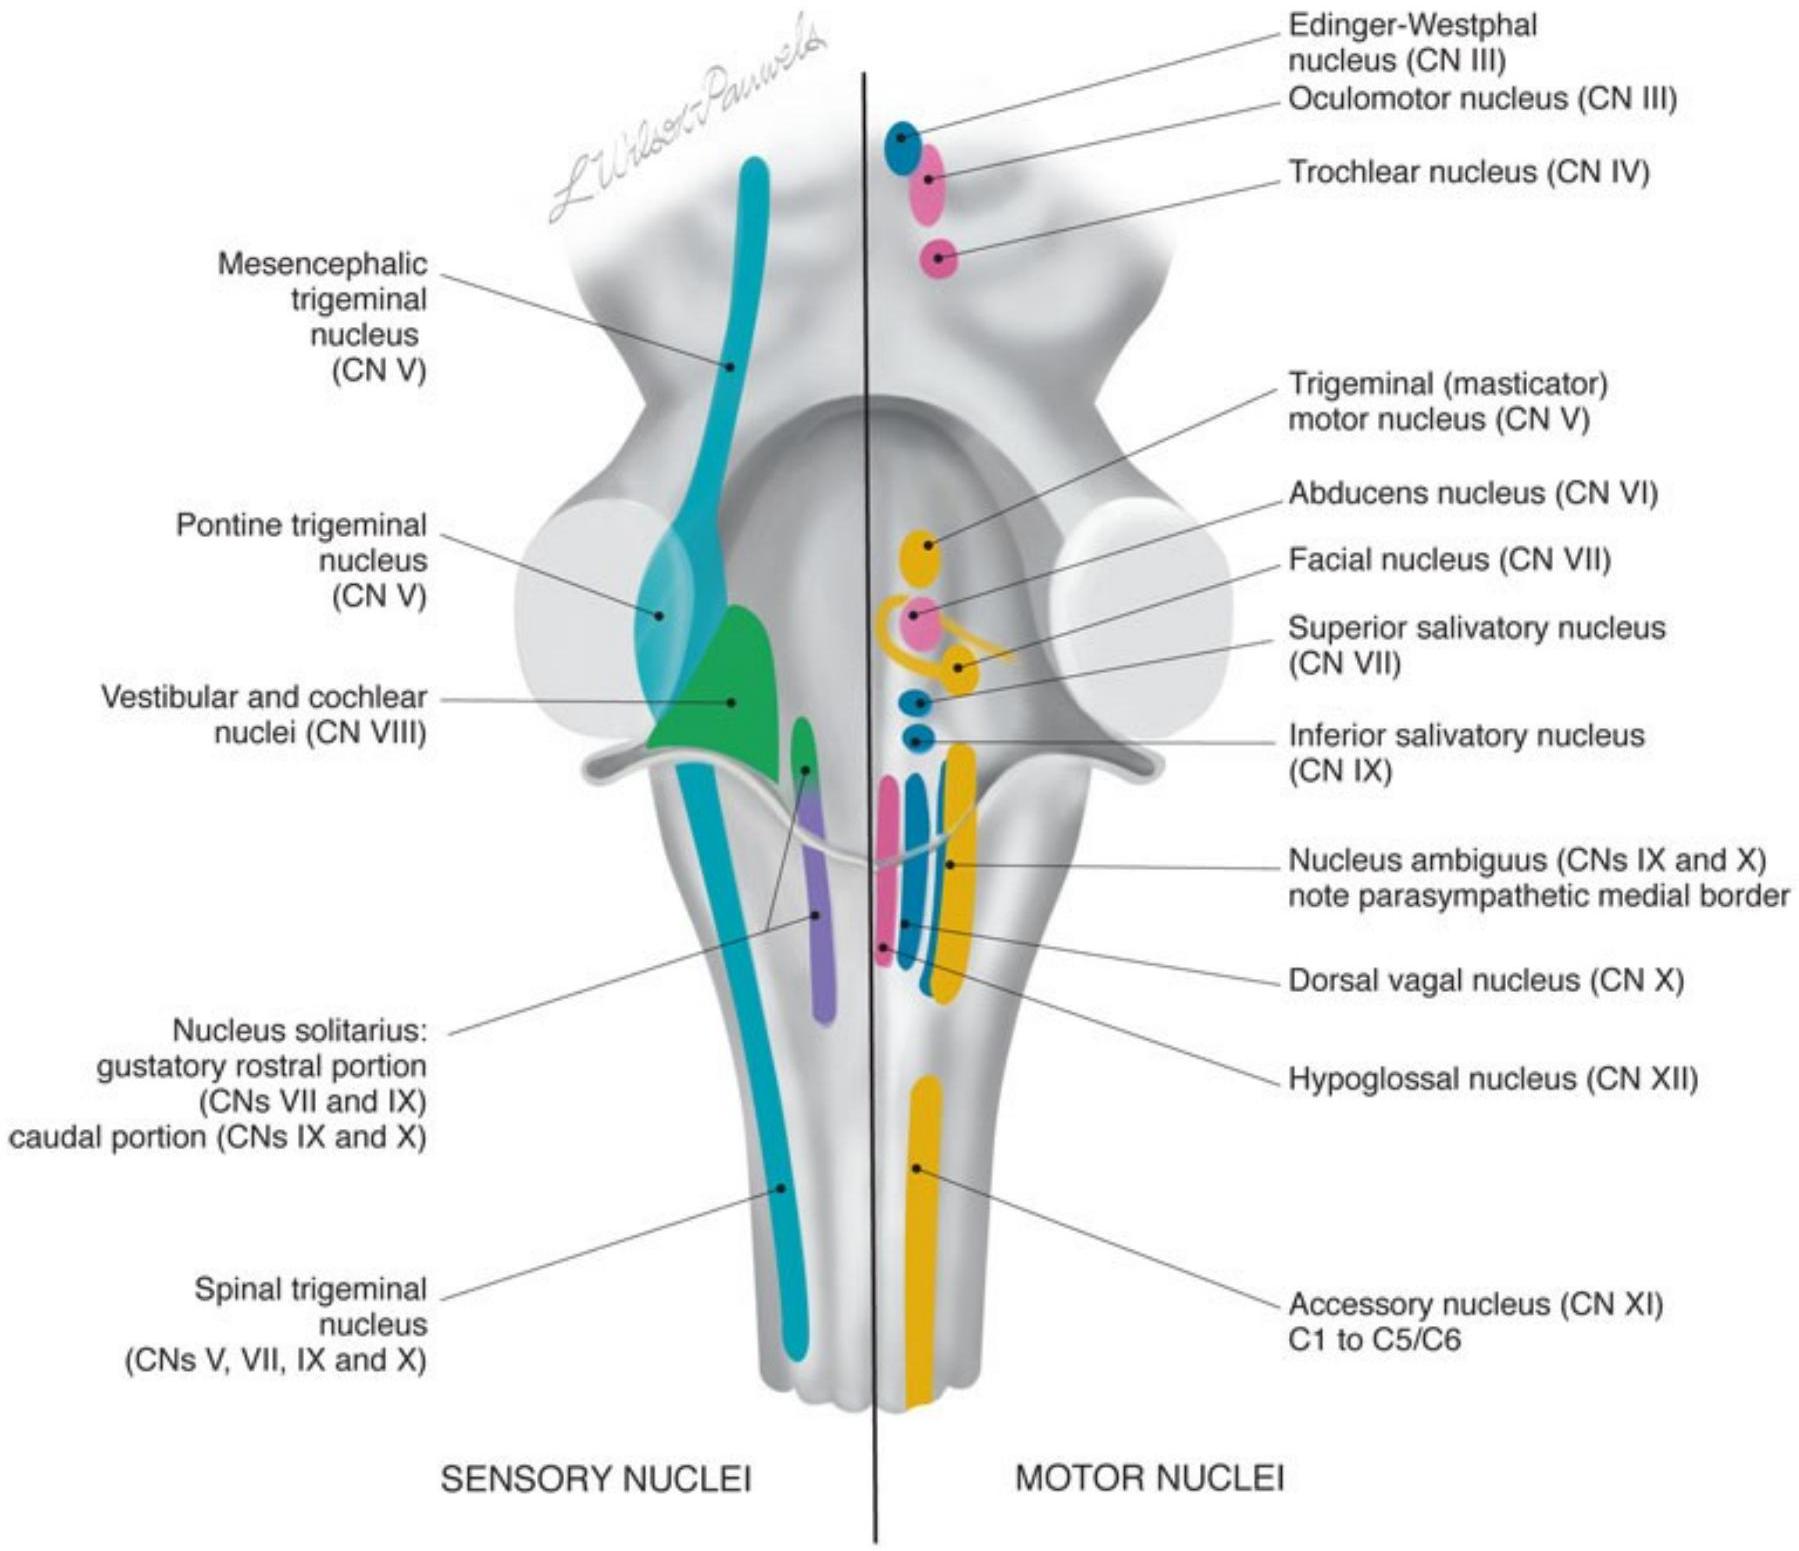 L Wilson-Pauwels
Edinger-Westphal
nucleus (CN III)
Oculomotor nucleus (CN III)
Trochlear nucleus (CN IV)
Mesencephalic
trigeminal
nucleus
(CN V)
Trigeminal (masticator)
motor nucleus (CN V)
Pontine trigeminal
nucleus
(CN V)
Abducens nucleus (CN VI)
Facial nucleus (CN VII)
Superior salivatory nucleus
(CN VII)
Vestibular and cochlear
nuclei (CN VIII)
Inferior salivatory nucleus
(CN IX)
Nucleus ambiguus (CNs IX and X)
note parasympathetic medial border
Dorsal vagal nucleus (CN X)
Nucleus solitarius:
gustatory rostral portion
(CNs VII and IX)
caudal portion (CNs IX and X)
Hypoglossal nucleus (CN XII)
Spinal trigeminal
nucleus
(CNs V, VII, IX and X)
Accessory nucleus (CN XI)
C1 to C5/C6
SENSORY NUCLEI
MOTOR NUCLEI